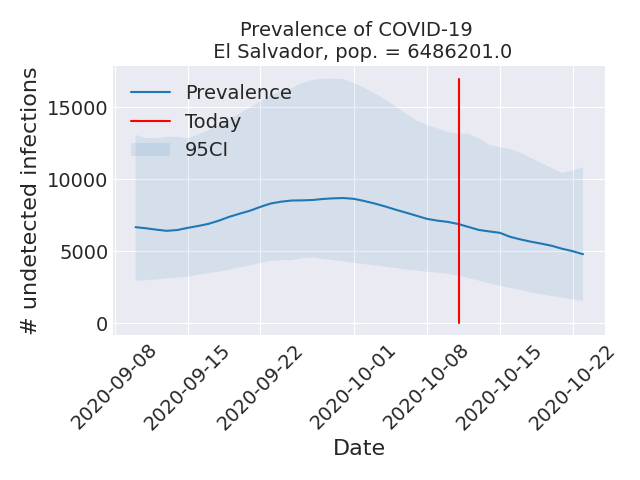 Prevalence of COVID-19
El Salvador, pop. = 6486201.0
# undetected infections
15000
10000
5000
0
Prevalence
Today
95CI
2020-09-08
2020-09-15
2020-09-22
2020-10-01
2020-10-08
2020-10-15
2020-10-22
Date